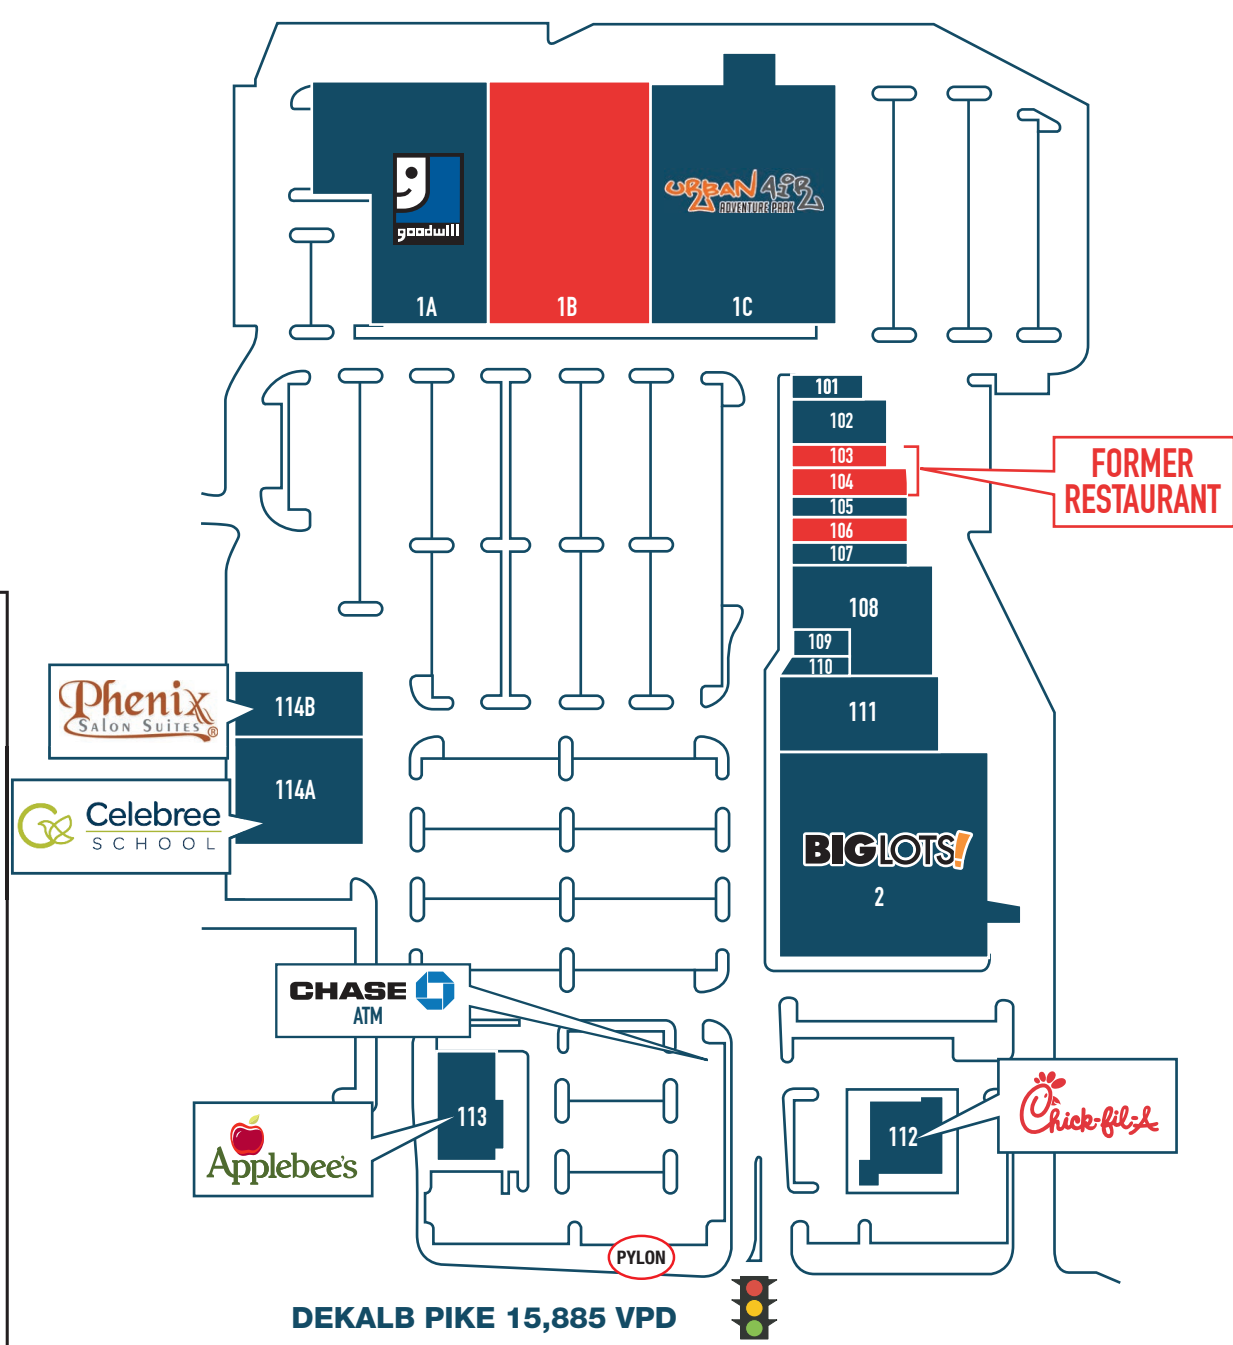 goodwill
URBAN AIR
ADVENTURE PARK
1A
1B
1C
101
102
103
104
105
106
107
108
109
110
111
FORMER
RESTAURANT
Phenix
SALON SUITES®
114B
Celebree
SCHOOL
114A
BIGLOTS!
2
CHASE
ATM
Applebee's
113
Chick-fil-A
112
PYLON
DEKALB PIKE 15,885 VPD